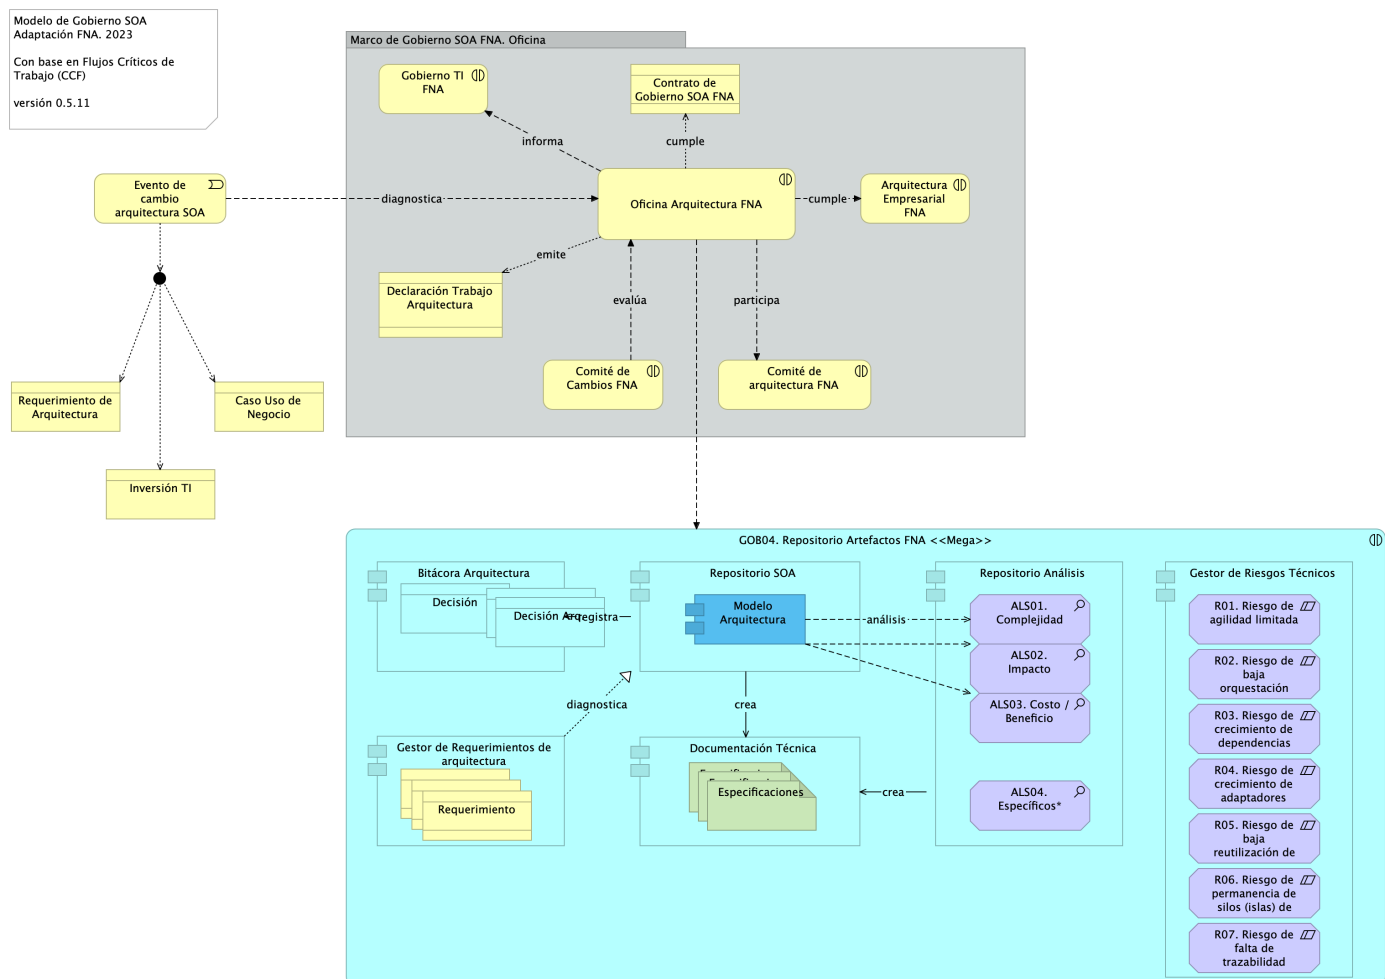 Modelo de Gobierno SOA
Adaptación FNA. 2023
Con base en Flujos Críticos de
Trabajo (CCF)
versión 0.5.11
Marco de Gobierno SOA FNA. Oficina
Gobierno TI
FNA
Contrato de
Gobierno SOA FNA
informa
cumple
Evento de
cambio
arquitectura SOA
diagnostica
Oficina Arquitectura FNA
cumple
Arquitectura
Empresarial
FNA
emite
Declaración Trabajo
Arquitectura
evalúa
participa
Comité de
Cambios FNA
Comité de
arquitectura FNA
Requerimiento de
Arquitectura
Caso Uso de
Negocio
Inversión TI
GOB04. Repositorio Artefactos FNA <<Mega>>
Bitácora Arquitectura
Decisión
Decisión Arq
registra
Repositorio SOA
Modelo
Arquitectura
análisis
Repositorio Análisis
ALS01.
Complejidad
ALS02.
Impacto
ALS03. Costo /
Beneficio
ALS04.
Específicos*
diagnostica
crea
Gestor de Requerimientos de
arquitectura
Requerimiento
Documentación Técnica
Especificaciones
crea
Gestor de Riesgos Técnicos
R01. Riesgo de
agilidad limitada
R02. Riesgo de
baja
orquestación
R03. Riesgo de
crecimiento de
dependencias
R04. Riesgo de
crecimiento de
adaptadores
R05. Riesgo de
baja
reutilización de
R06. Riesgo de
permanencia de
silos (islas) de
R07. Riesgo de
falta de
trazabilidad